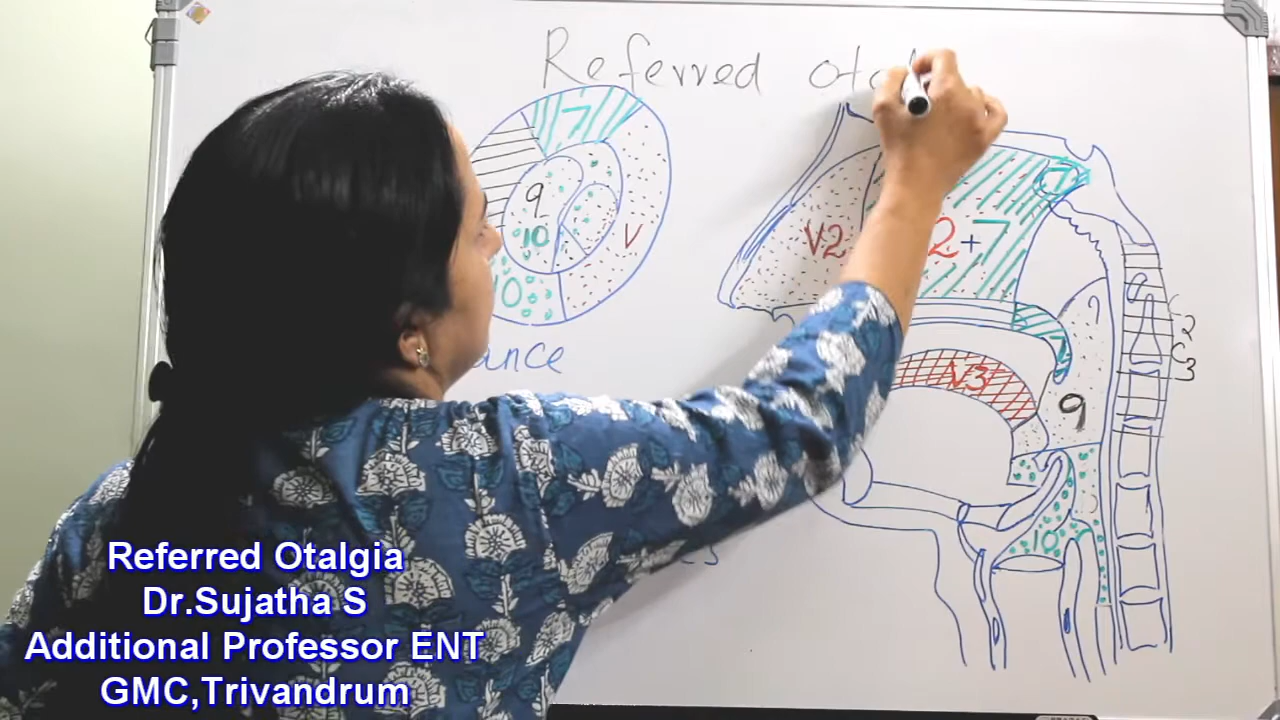 Referred ota
7
9
10
V
10
V2
2+7
7
7
V3
9
10
C2
C3
Referred Otalgia
Dr.Sujatha S
Additional Professor ENT
GMC,Trivandrum